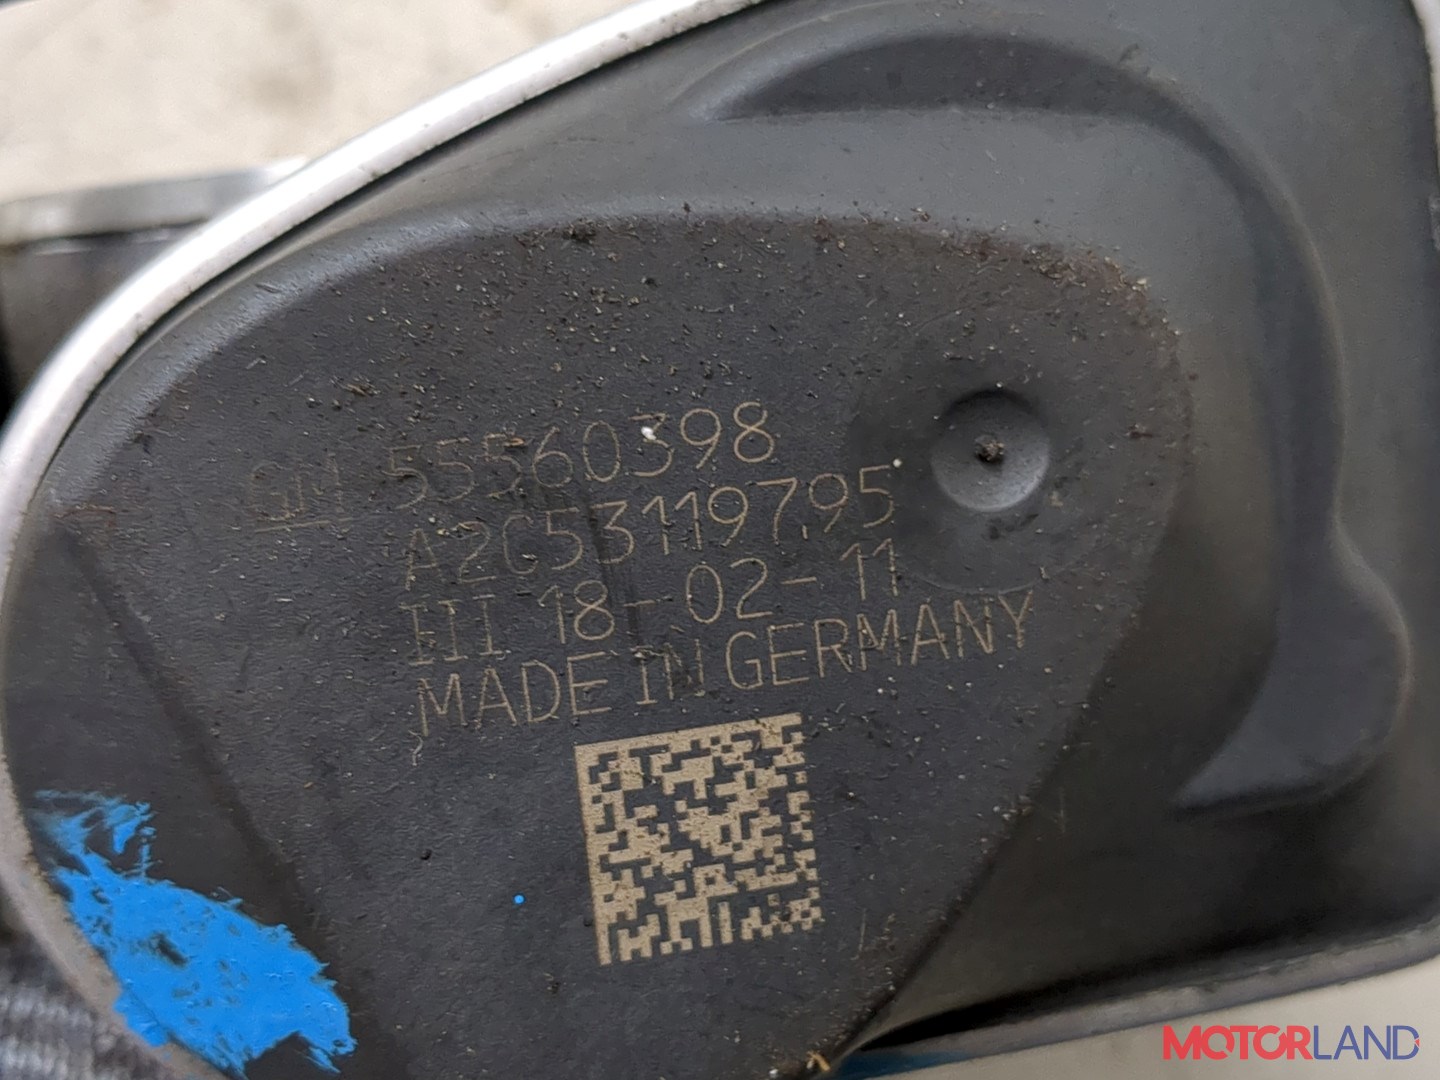 GM 55560398
A2C53119795
III 18-02-11
MADE IN GERMANY
MOTORLAND